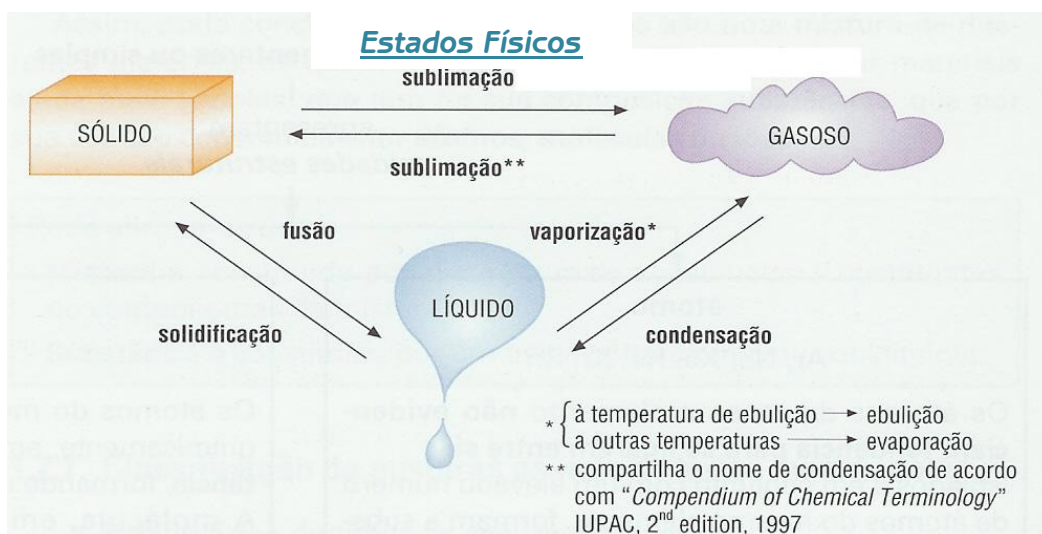 Estados Físicos
sublimação
SÓLIDO
GASOSO
sublimação**
fusão
vaporização*
LÍQUIDO
solidificação
condensação
* { à temperatura de ebulição → ebulição
a outras temperaturas → evaporação
** compartilha o nome de condensação de acordo
com “Compendium of Chemical Terminology”
IUPAC, 2nd edition, 1997